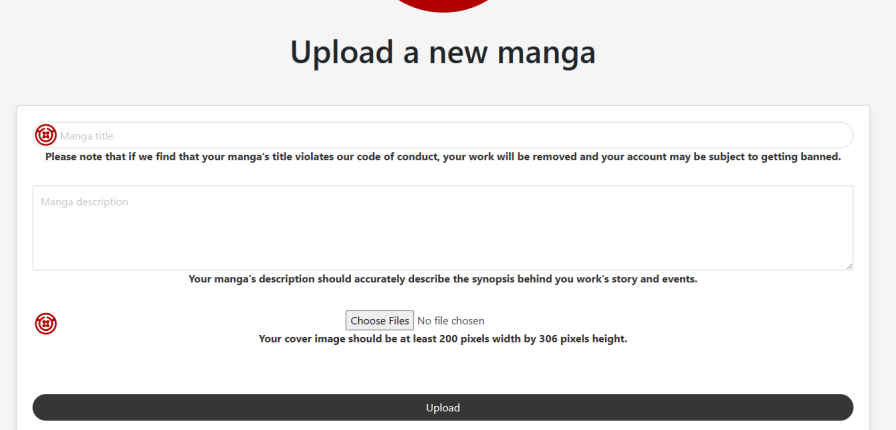 Upload a new manga
Manga title
Please note that if we find that your manga's title violates our code of conduct, your work will be removed and your account may be subject to getting banned.
Manga description
Your manga's description should accurately describe the synopsis behind you work's story and events.
Choose Files No file chosen
Your cover image should be at least 200 pixels width by 306 pixels height.
Upload